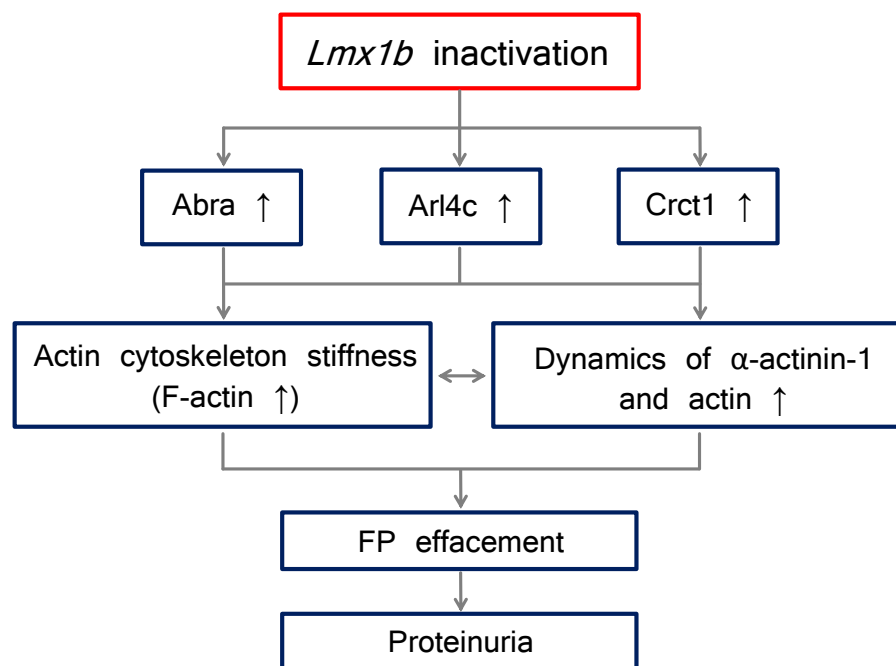 Lmx1b inactivation
Abra ↑
Arl4c ↑
Crct1 ↑
Actin cytoskeleton stiffness
(F-actin ↑)
Dynamics of α-actinin-1
and actin ↑
FP effacement
Proteinuria